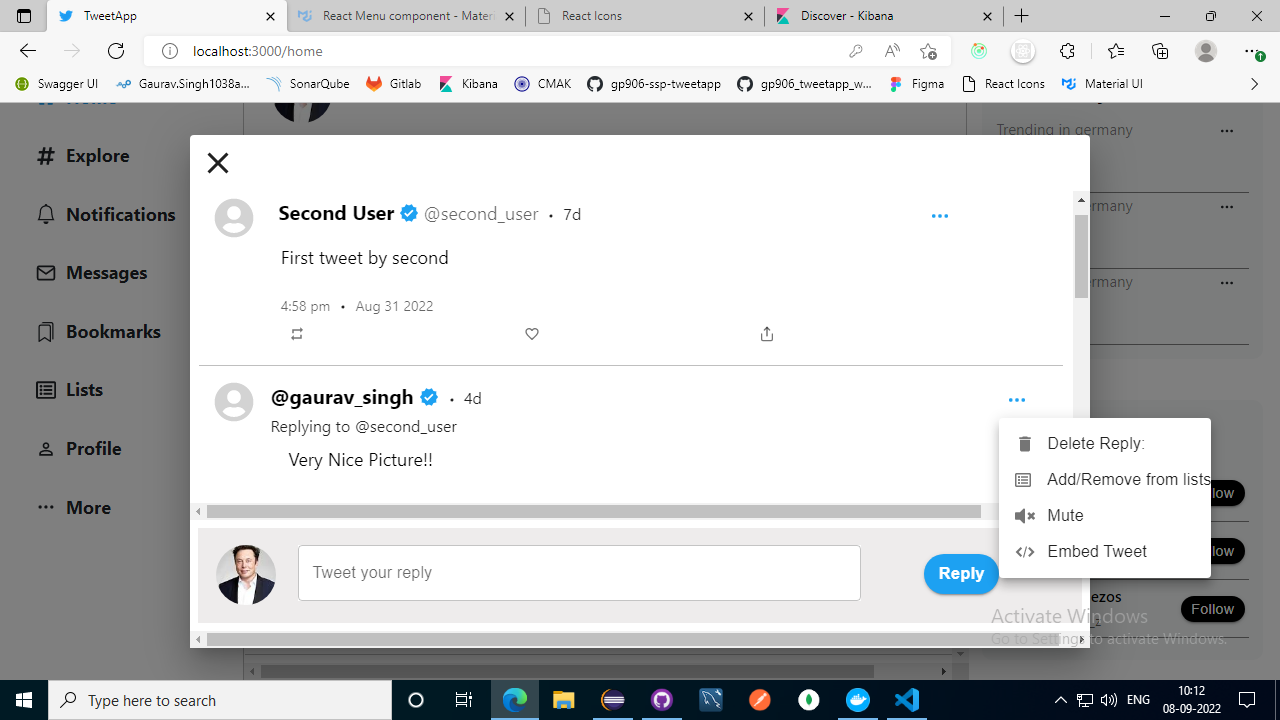 TweetApp
React Menu component - Mater
React Icons
Discover - Kibana
localhost:3000/home
Swagger UI
Gaurav.Singh1038a...
SonarQube
Gitlab
Kibana
CMAK
gp906-ssp-tweetapp
gp906_tweetapp_w...
Figma
React Icons
Material UI
Explore
Notifications
Messages
Bookmarks
Lists
Profile
More
Trending in germany
ermany
ermany
Second User @second_user • 7d
First tweet by second
4:58 pm • Aug 31 2022
@gaurav_singh • 4d
Replying to @second_user
Very Nice Picture!!
Delete Reply:
Add/Remove from lists
Mute
Embed Tweet
Tweet your reply
Reply
low
low
ezos
Follow
Activate Windows
Go to Settings to activate Windows.
Type here to search
ENG
10:12
08-09-2022